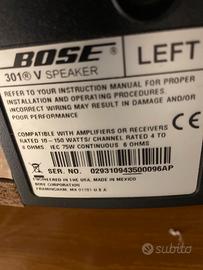 BOSE
LEFT
301® V SPEAKER
REFER TO YOUR INSTRUCTION MANUAL FOR PROPER
INSTALLATION AND OPERATING PROCEDURES.
INCORRECT WIRING MAY RESULT IN DAMAGE AND/OR
POOR PERFORMANCE
COMPATIBLE WITH AMPLIFIERS OR RECEIVERS
RATED 10 - 150 WATTS/ CHANNEL RATED 4 TO
8 OHMS IEC 75W CONTINUOUS 8 OHMS
SER. NO. 029310943500096AP
ENGINEERED IN THE USA, MADE IN MEXICO
BOSE CORPORATION
FRAMINGHAM, MA 01701 U S A
subito